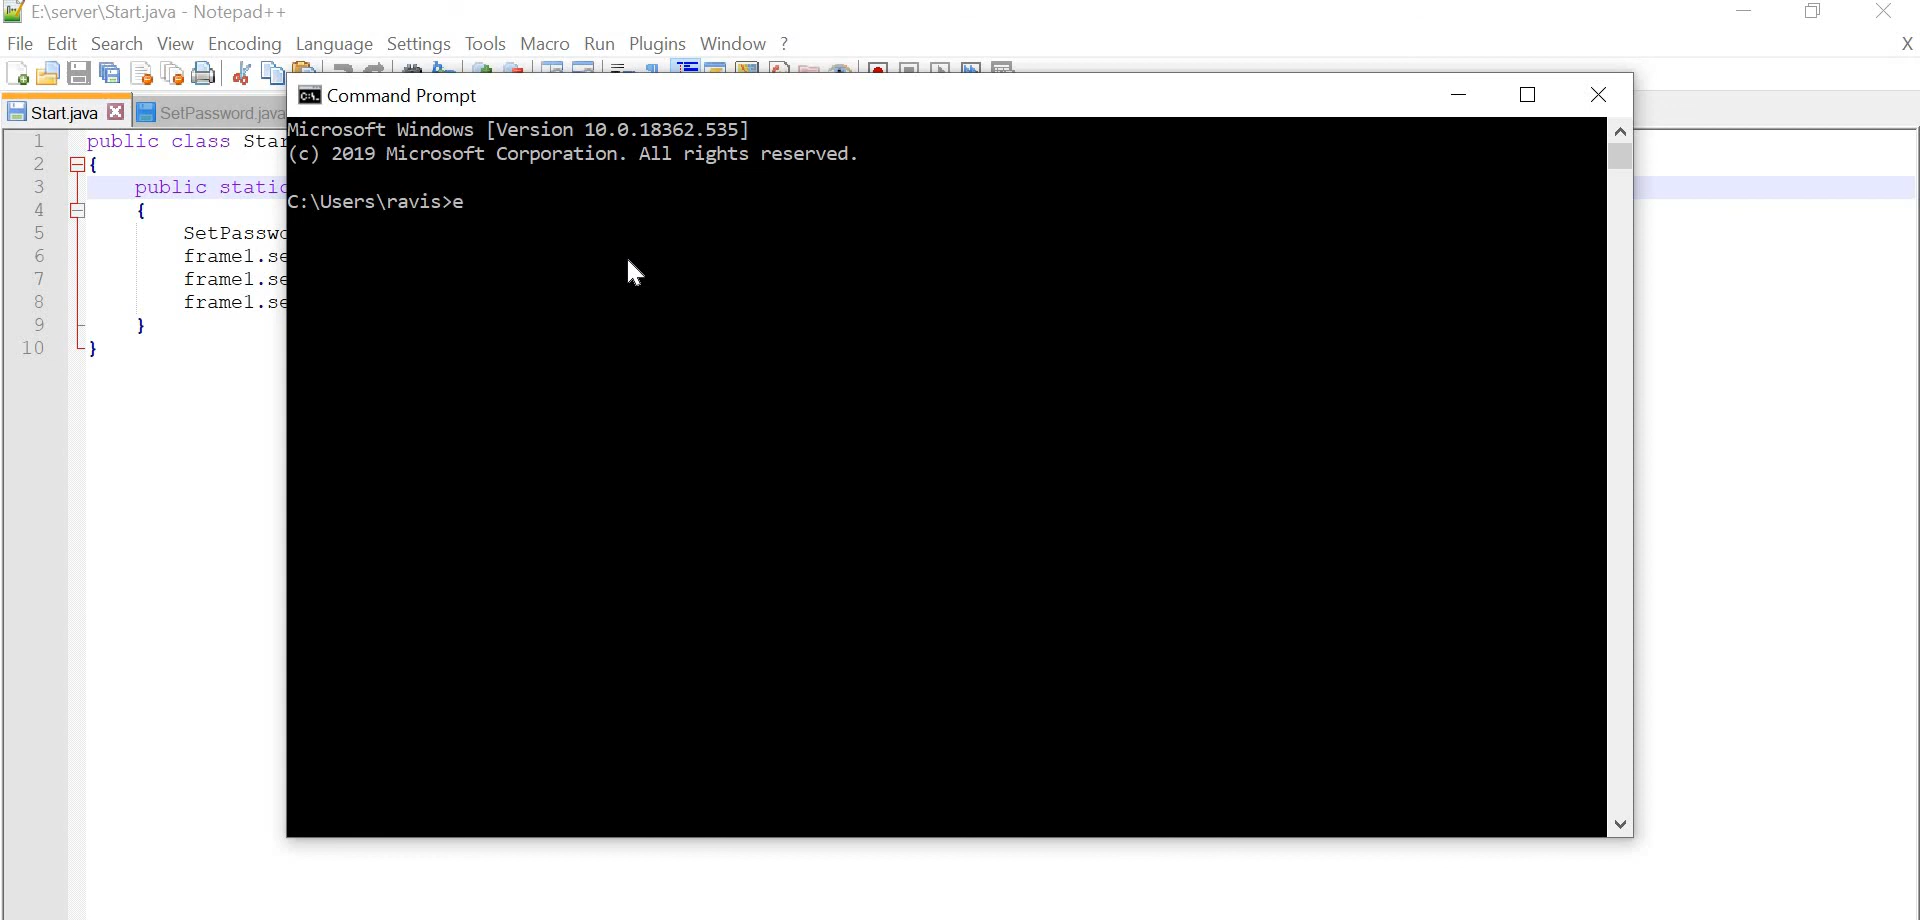 E:\server\Start.java - Notepad++
File Edit Search View Encoding Language Settings Tools Macro Run Plugins Window ? X
Start.java SetPassword.java
Command Prompt
Microsoft Windows [Version 10.0.18362.535]
(c) 2019 Microsoft Corporation. All rights reserved.
C:\Users\ravis>e
1 public class Star
2 {
3 public static
4 {
5 SetPasswo
6 frame1.se
7 frame1.se
8 frame1.se
9 }
10 }